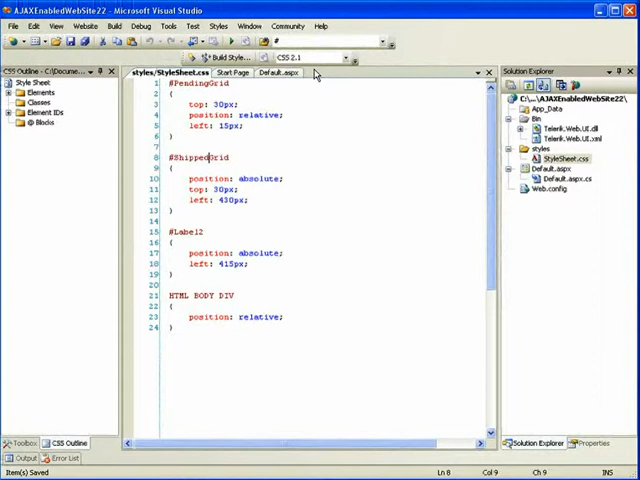 AJAXEnabledWebSite22 - Microsoft Visual Studio
File Edit View Website Build Debug Data Tools Styles Window Community Help
#
Build Style... CSS 2.1
CSS Outline - C:\Docume...
styles/StyleSheet.css Start Page Default.aspx
Solution Explorer
Style Sheet
Elements
Classes
Element IDs
@ Blocks
1 #PendingGrid
2 {
3 top: 30px;
4 position: relative;
5 left: 15px;
6 }
7
8 #ShippedGrid
9 {
10 position: absolute;
11 top: 30px;
12 left: 430px;
13 }
14
15 #Label2
16 {
17 position: absolute;
18 left: 415px;
19 }
20
21 HTML BODY DIV
22 {
23 position: relative;
24 }
C:\...\AJAXEnabledWebSite22\
App_Data
Bin
Telerik.Web.UI.dll
Telerik.Web.UI.xml
styles
StyleSheet.css
Default.aspx
Default.aspx.cs
Web.config
Toolbox CSS Outline
Solution Explorer Properties
Output Error List
Item(s) Saved Ln 8 Col 9 Ch 9